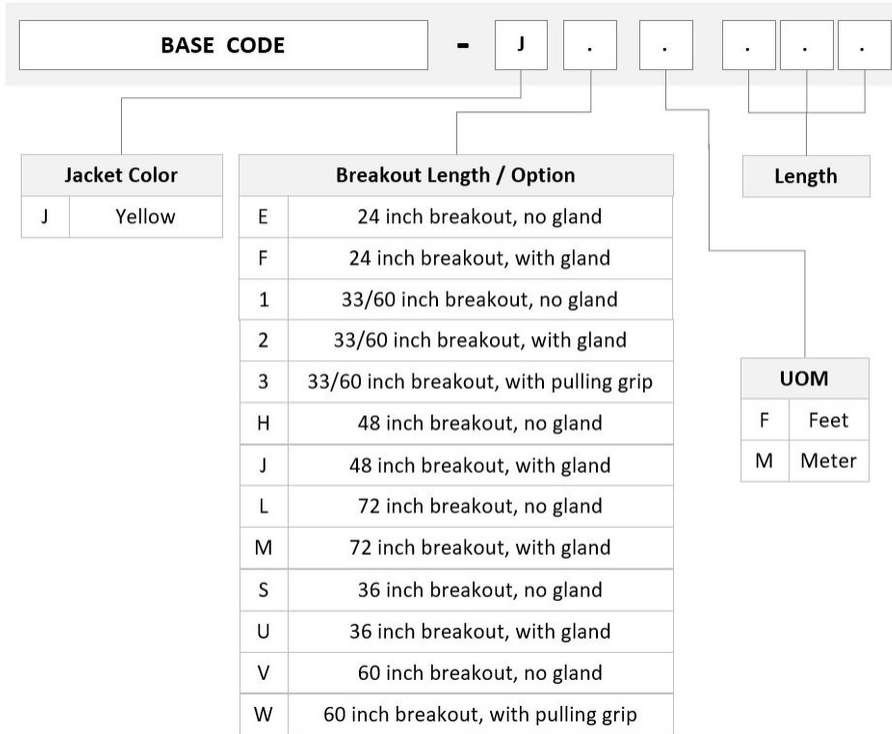 BASE CODE - J . . . . .
Jacket Color
J Yellow
Breakout Length / Option
E 24 inch breakout, no gland
F 24 inch breakout, with gland
1 33/60 inch breakout, no gland
2 33/60 inch breakout, with gland
3 33/60 inch breakout, with pulling grip
H 48 inch breakout, no gland
J 48 inch breakout, with gland
L 72 inch breakout, no gland
M 72 inch breakout, with gland
S 36 inch breakout, no gland
U 36 inch breakout, with gland
V 60 inch breakout, no gland
W 60 inch breakout, with pulling grip
Length
UOM
F Feet
M Meter